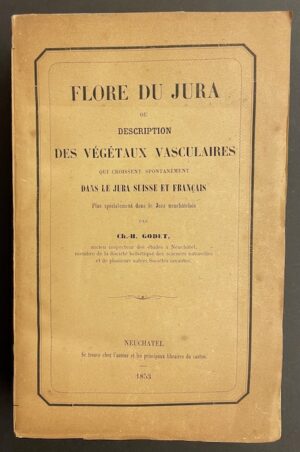 FLORE DU JURA
OU
DESCRIPTION
DES VÉGÉTAUX VASCULAIRES
QUI CROISSENT SPONTANÉMENT
DANS LE JURA SUISSE ET FRANÇAIS
Plus spécialement dans le Jura neuchâtelois
PAR
Ch.-H. GODET,
ancien inspecteur des études à Neuchatel,
membre de la Société helvétique des sciences naturelles
et de plusieurs autres Sociétés savantes.
NEUCHATEL
Se trouve chez l'auteur et les principaux libraires du canton.
1853